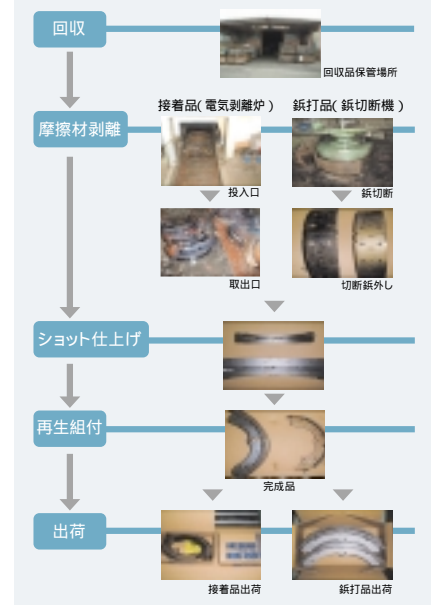 回収
回収品保管場所
接着品(電気剥離炉) 鋲打品(鋲切断機)
摩擦材剥離
投入口 鋲切断
取出口 切断鋲外し
ショット仕上げ
再生組付
完成品
出荷
接着品出荷 鋲打品出荷